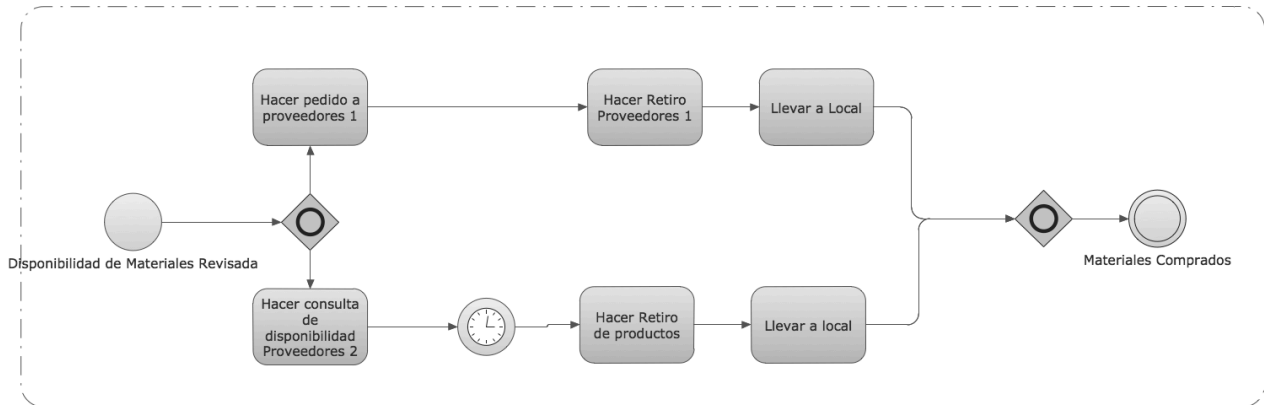 Hacer pedido a
proveedores 1
Hacer Retiro
Proveedores 1
Llevar a Local
Disponibilidad de Materiales Revisada
Materiales Comprados
Hacer consulta
de
disponibilidad
Proveedores 2
Hacer Retiro
de productos
Llevar a local